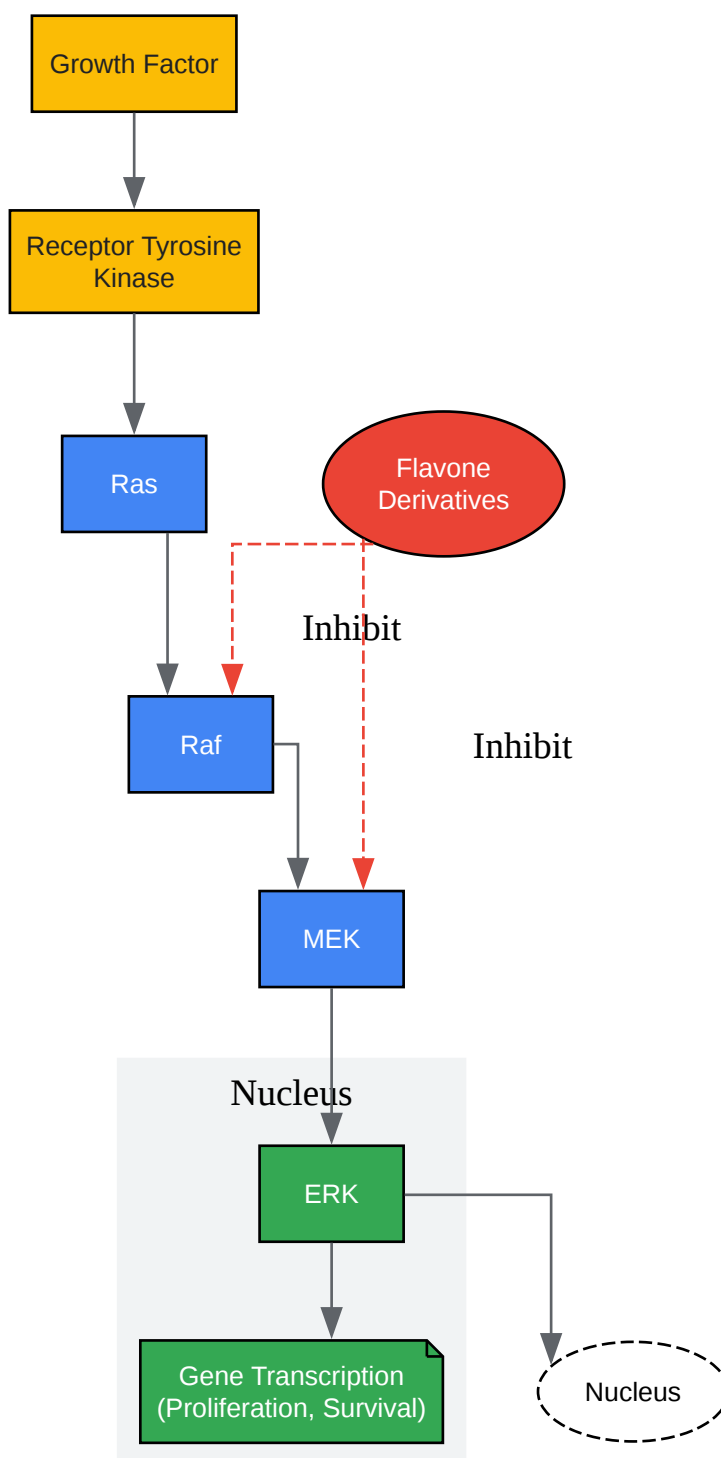 Growth Factor
Receptor Tyrosine
Kinase
Ras
Flavone
Derivatives
Inhibit
Raf
Inhibit
MEK
Nucleus
ERK
Gene Transcription
(Proliferation, Survival)
Nucleus